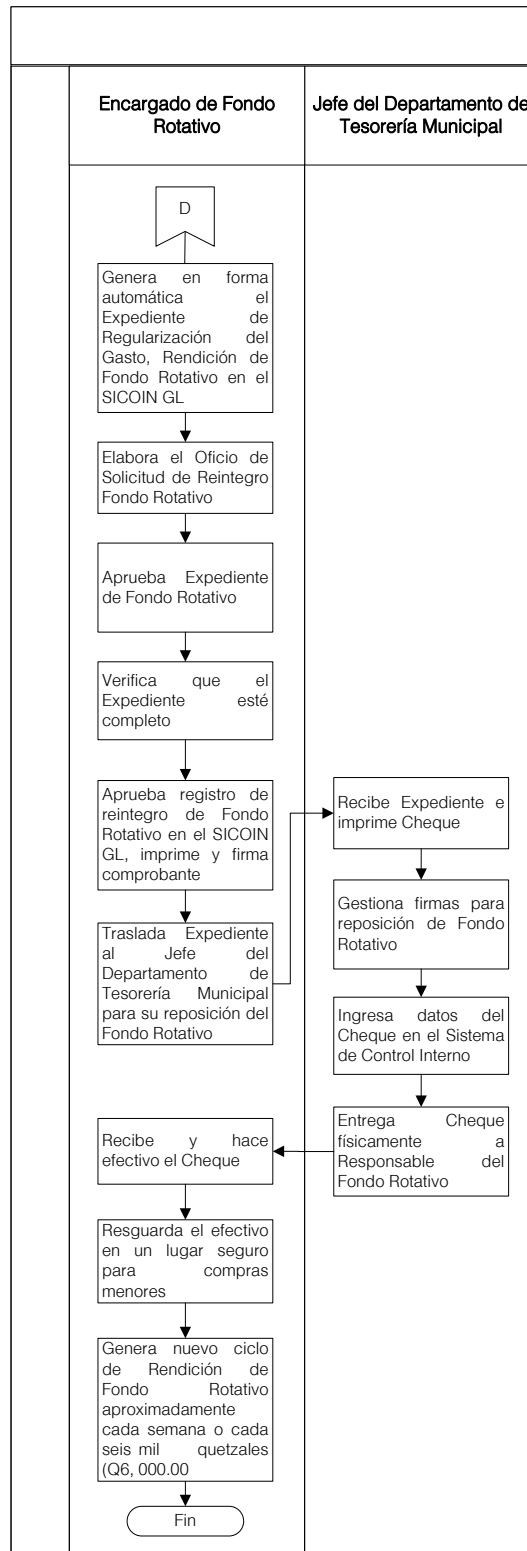 Encargado de Fondo
Rotativo
Jefe del Departamento de
Tesorería Municipal
D
Genera en forma
automática el
Expediente de
Regularización del
Gasto, Rendición de
Fondo Rotativo en el
SICOIN GL
Elabora el Oficio de
Solicitud de Reintegro
Fondo Rotativo
Aprueba Expediente
de Fondo Rotativo
Verifica que el
Expediente esté
completo
Aprueba registro de
reintegro de Fondo
Rotativo en el SICOIN
GL, imprime y firma
comprobante
Traslada Expediente
al Jefe del
Departamento de
Tesorería Municipal
para su reposición del
Fondo Rotativo
Recibe Expediente e
imprime Cheque
Gestiona firmas para
reposición de Fondo
Rotativo
Ingresa datos del
Cheque en el Sistema
de Control Interno
Entrega Cheque
físicamente a
Responsable del
Fondo Rotativo
Recibe y hace
efectivo el Cheque
Resguarda el efectivo
en un lugar seguro
para compras
menores
Genera nuevo ciclo
de Rendición de
Fondo Rotativo
aproximadamente
cada semana o cada
seis mil quetzales
(Q6, 000.00
Fin